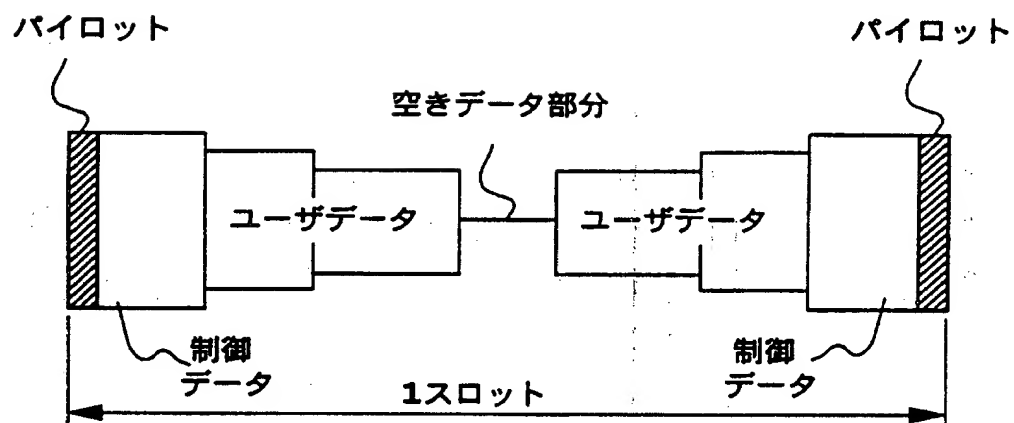 パイロット
パイロット
空きデータ部分
ユーザデータ
ユーザデータ
制御
データ
制御
データ
1スロット